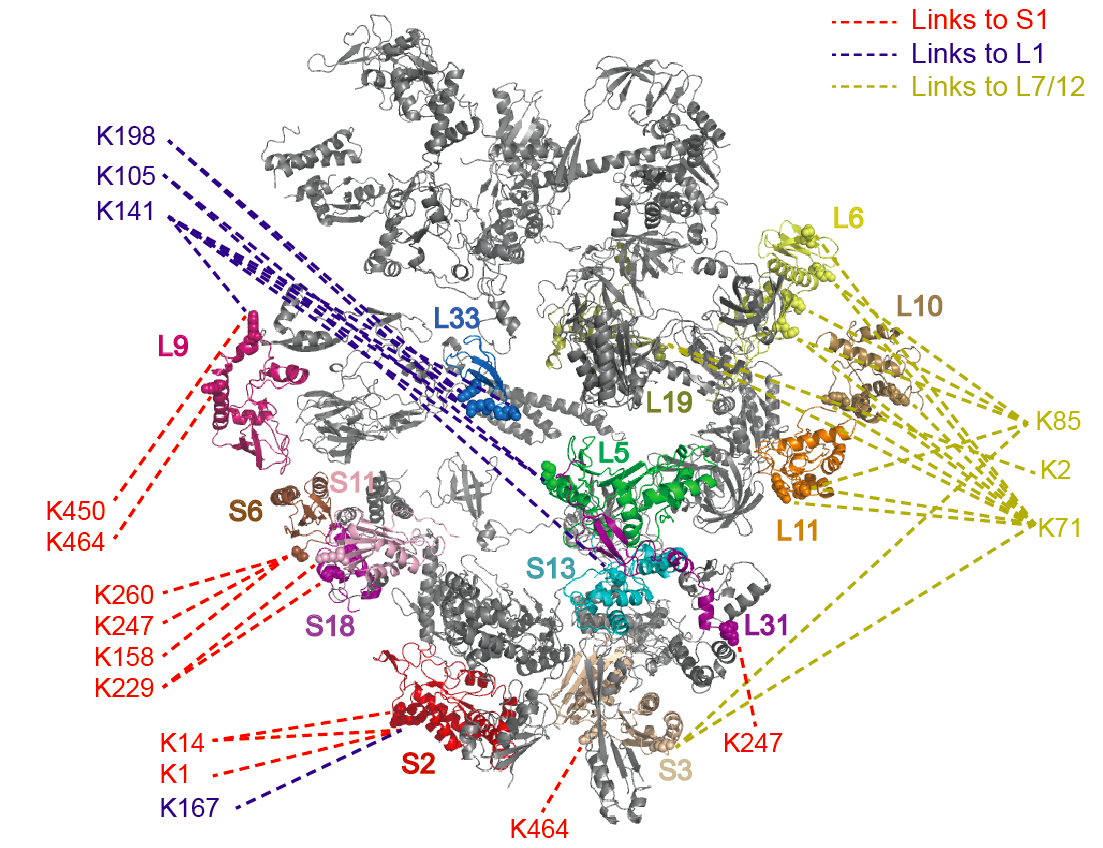 Links to S1
Links to L1
Links to L7/12
K198
K105
K141
L6
L10
L33
L9
L19
K85
L5
K2
S11
K450
S6
K464
L11
K71
S13
K260
K247
S18
L31
K158
K229
K14
K247
S2
S3
K1
K167
K464